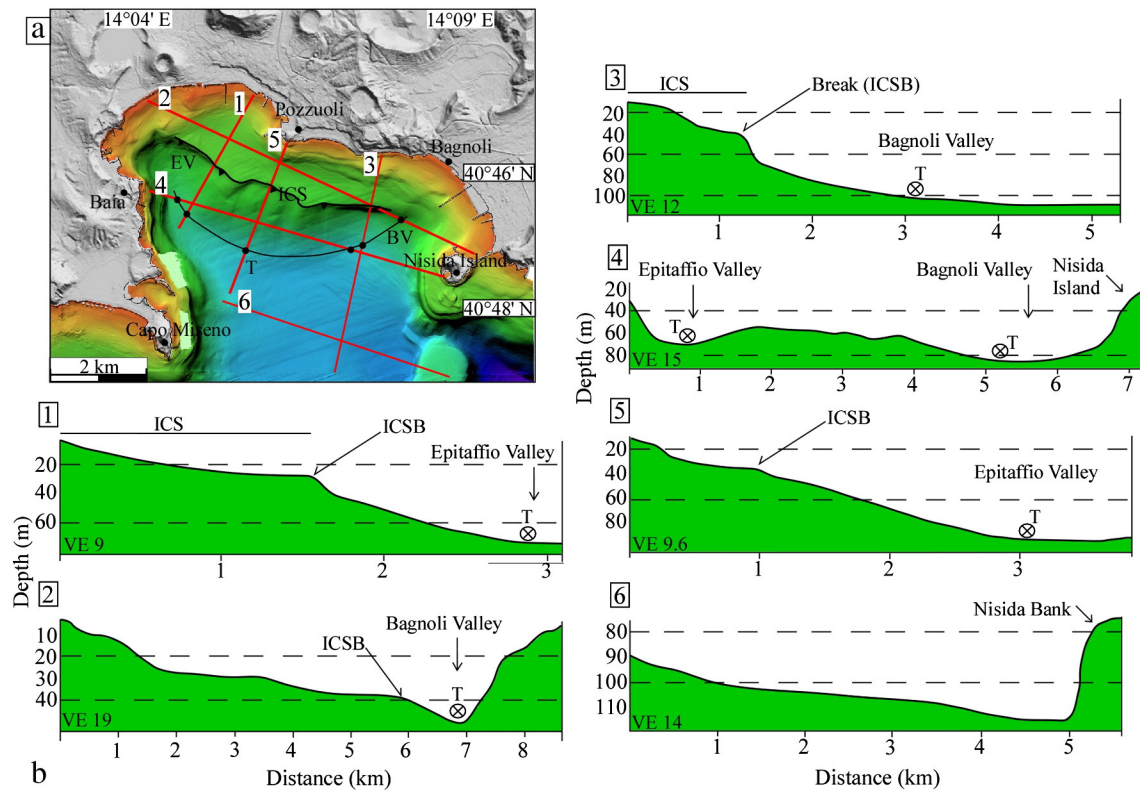 a
14°04' E
14°09' E
2
1
Pozzuoli
5
3
Bagnoli
EV
40°46' N
4
ICS
Baia
BV
T
Nisida Island
6
40°48' N
Capo Miseno
2 km
1
ICS
ICSB
Epitaffio Valley
20
40
60
T
VE 9
Depth (m)
1
2
3
2
Bagnoli Valley
ICSB
10
20
30
40
T
VE 19
1
2
3
4
5
6
7
8
Distance (km)
b
3
ICS
Break (ICSB)
20
40
60
80
100
Bagnoli Valley
T
VE 12
1
2
3
4
5
4
Epitaffio Valley
Bagnoli Valley
Nisida
Island
20
40
60
80
T
T
VE 15
Depth (m)
1
2
3
4
5
6
7
5
ICSB
20
40
60
80
Epitaffio Valley
T
VE 9.6
1
2
3
6
Nisida Bank
80
90
100
110
VE 14
1
2
3
4
5
Distance (km)